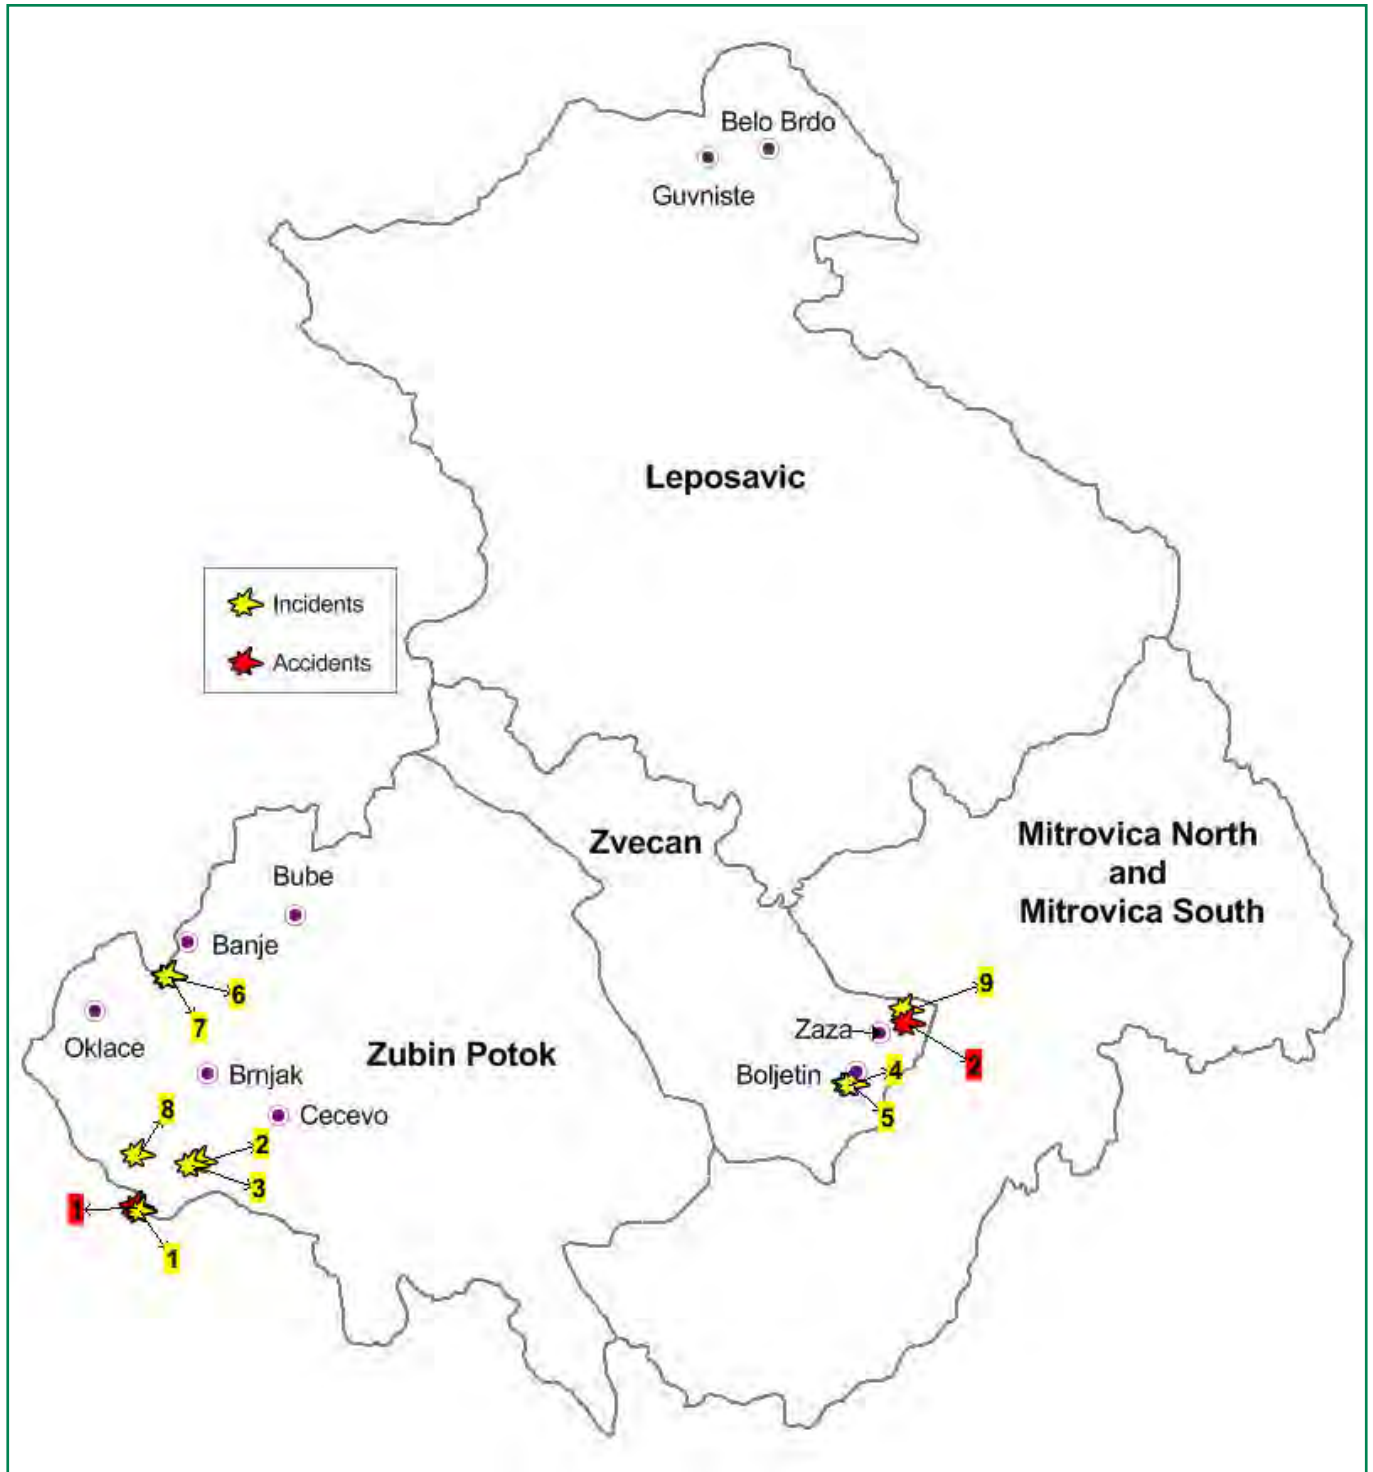 Belo Brdo
Guvniste
Leposavic
Incidents
Accidents
Zvecan
Mitrovica North
and
Mitrovica South
Bube
Banje
6
7
Oklace
Zubin Potok
Brnjak
8
Cecevo
2
3
1
1
9
Zaza
2
Boljetin
4
5